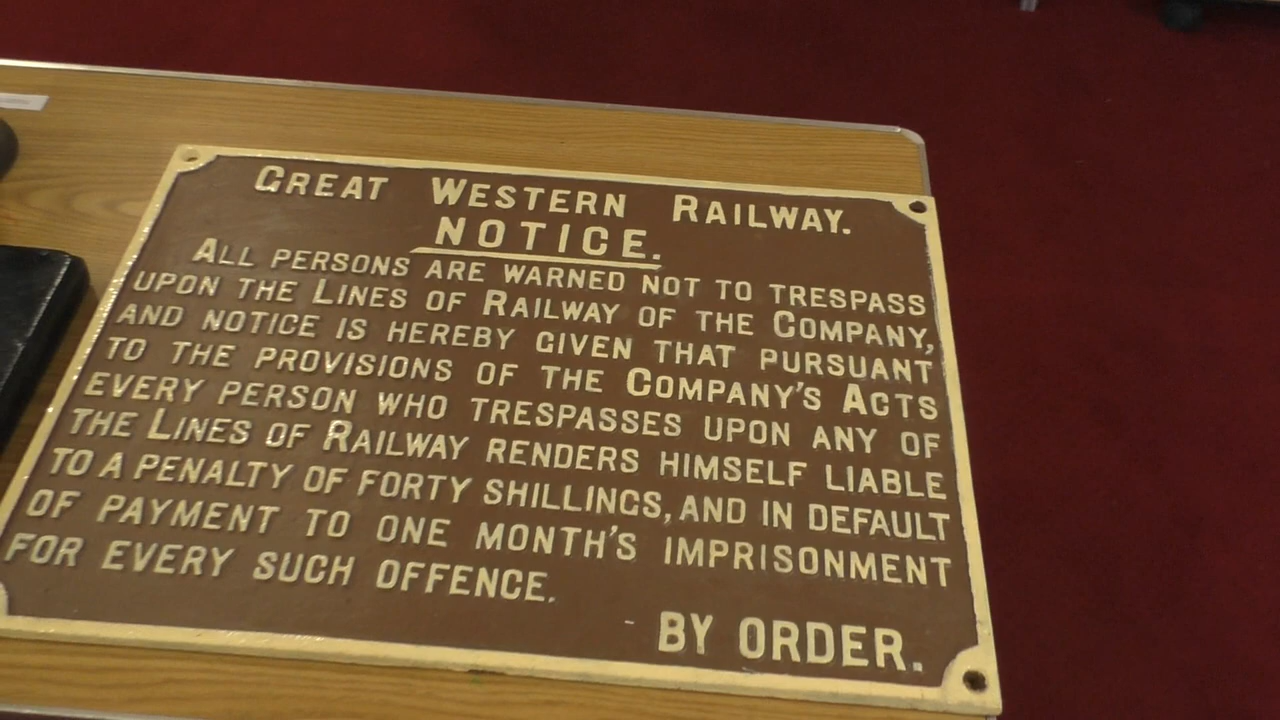 GREAT WESTERN RAILWAY.
NOTICE.
ALL PERSONS ARE WARNED NOT TO TRESPASS
UPON THE LINES OF RAILWAY OF THE COMPANY,
AND NOTICE IS HEREBY GIVEN THAT PURSUANT
TO THE PROVISIONS OF THE COMPANY'S ACTS
EVERY PERSON WHO TRESPASSES UPON ANY OF
THE LINES OF RAILWAY RENDERS HIMSELF LIABLE
TO A PENALTY OF FORTY SHILLINGS, AND IN DEFAULT
OF PAYMENT TO ONE MONTH'S IMPRISONMENT
FOR EVERY SUCH OFFENCE.
BY ORDER.